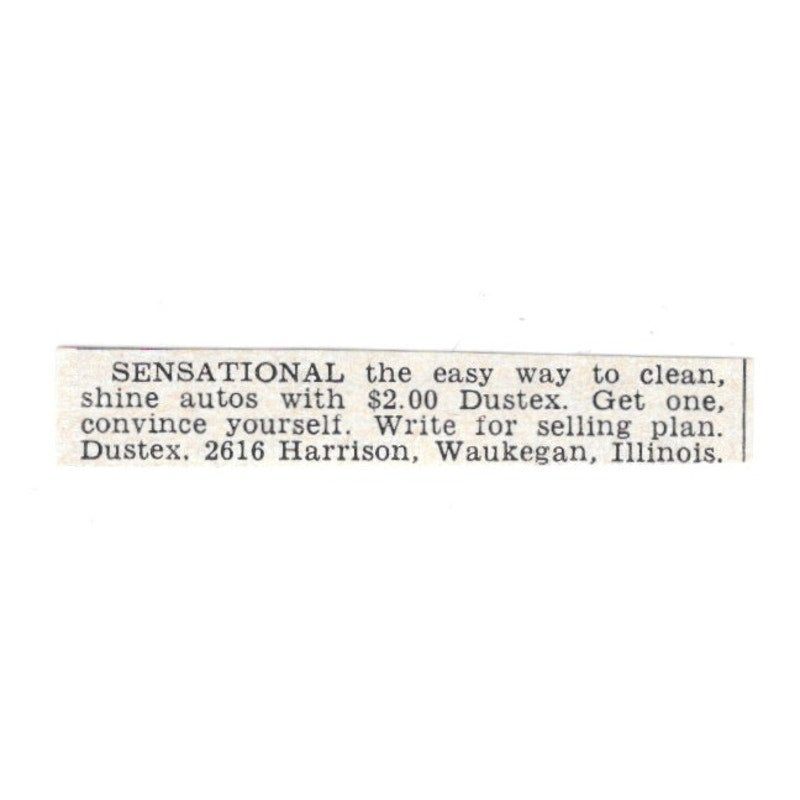 SENSATIONAL the easy way to clean,
shine autos with $2.00 Dustex. Get one,
convince yourself. Write for selling plan.
Dustex. 2616 Harrison, Waukegan, Illinois.